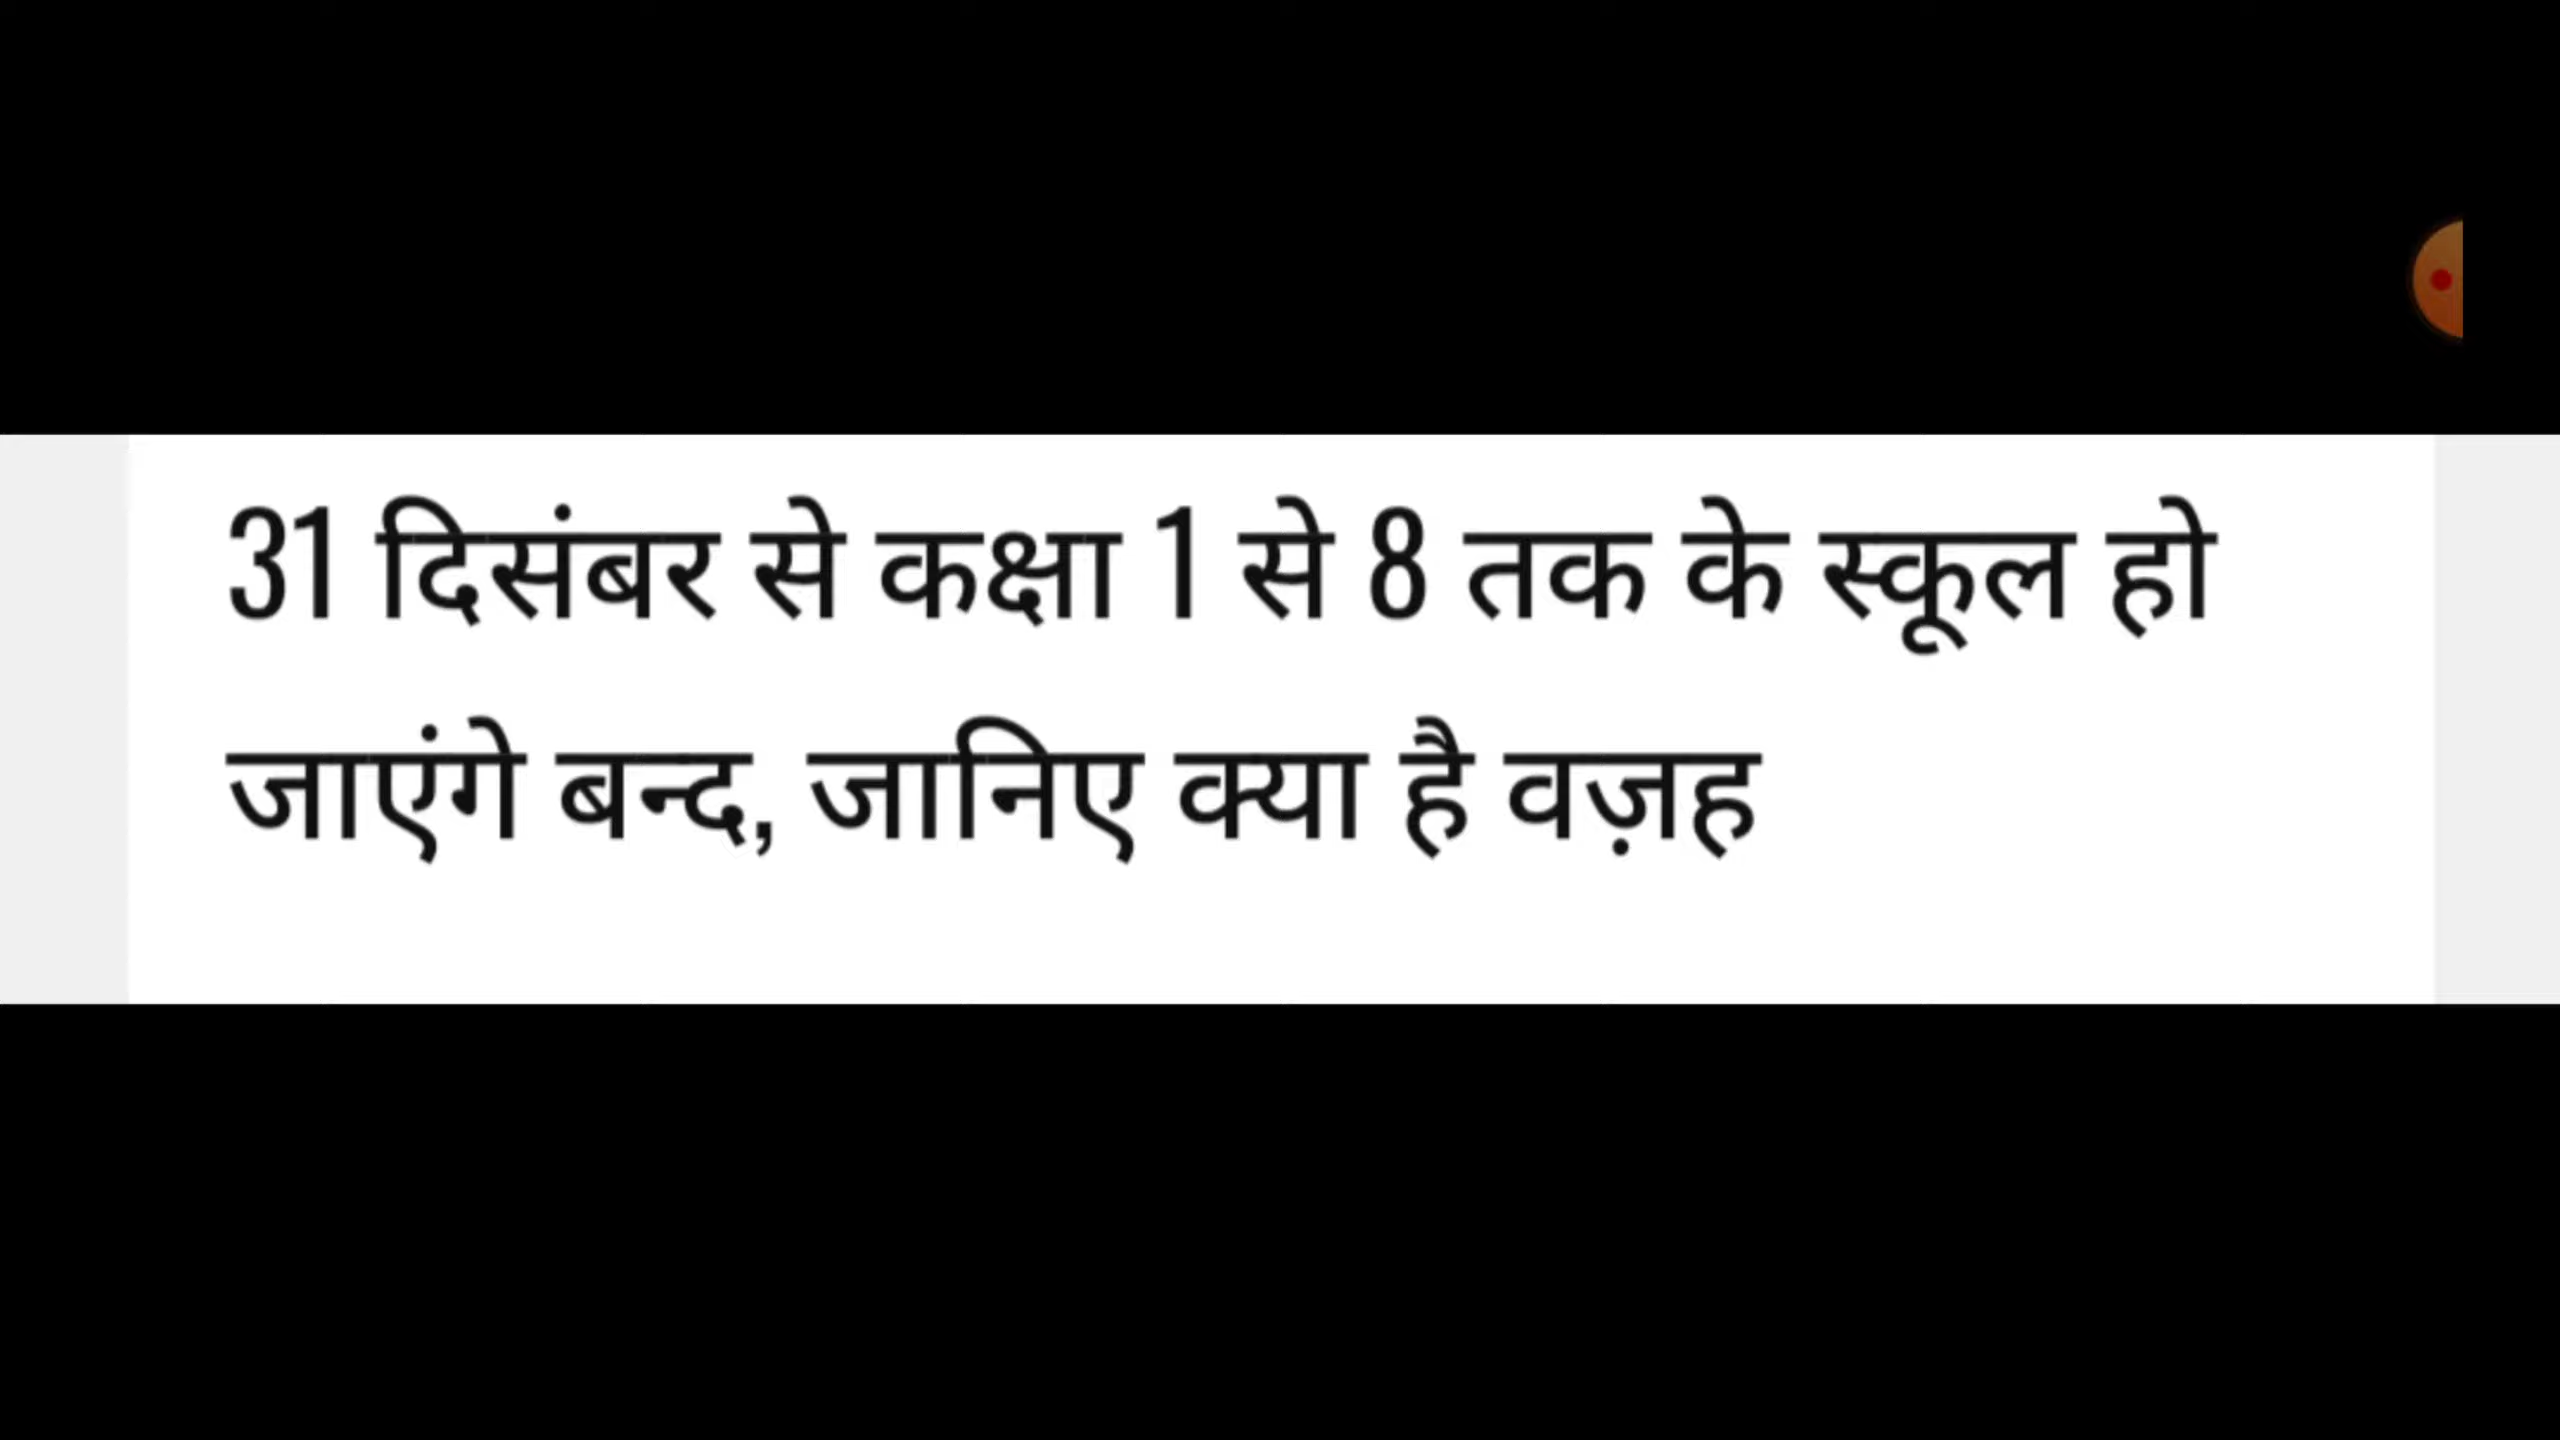 31 दिसंबर से कक्षा 1 से 8 तक के स्कूल हो
जाएंगे बन्द, जानिए क्या है वज़ह